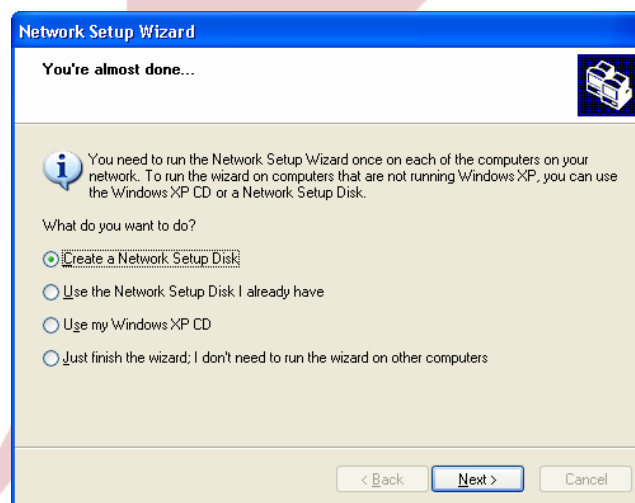 Network Setup Wizard
You're almost done...
You need to run the Network Setup Wizard once on each of the computers on your
network. To run the wizard on computers that are not running Windows XP, you can use
the Windows XP CD or a Network Setup Disk.
What do you want to do?
Create a Network Setup Disk
Use the Network Setup Disk I already have
Use my Windows XP CD
Just finish the wizard; I don't need to run the wizard on other computers
< Back Next > Cancel